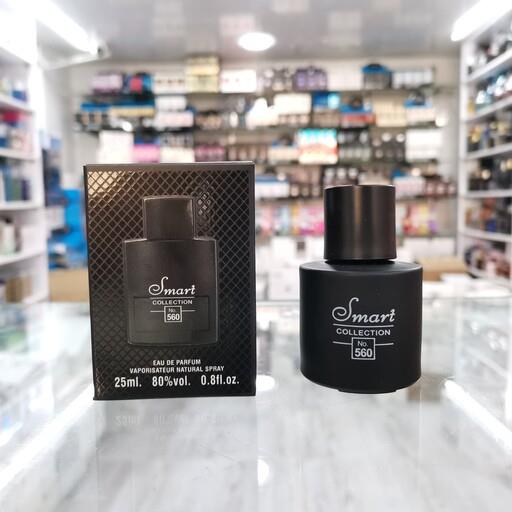 Smart
COLLECTION
No.
560
EAU DE PARFUM
VAPORISATEUR NATURAL SPRAY
25ml. 80%vol. 0.8fl.oz.
Smart
COLLECTION
No.
560